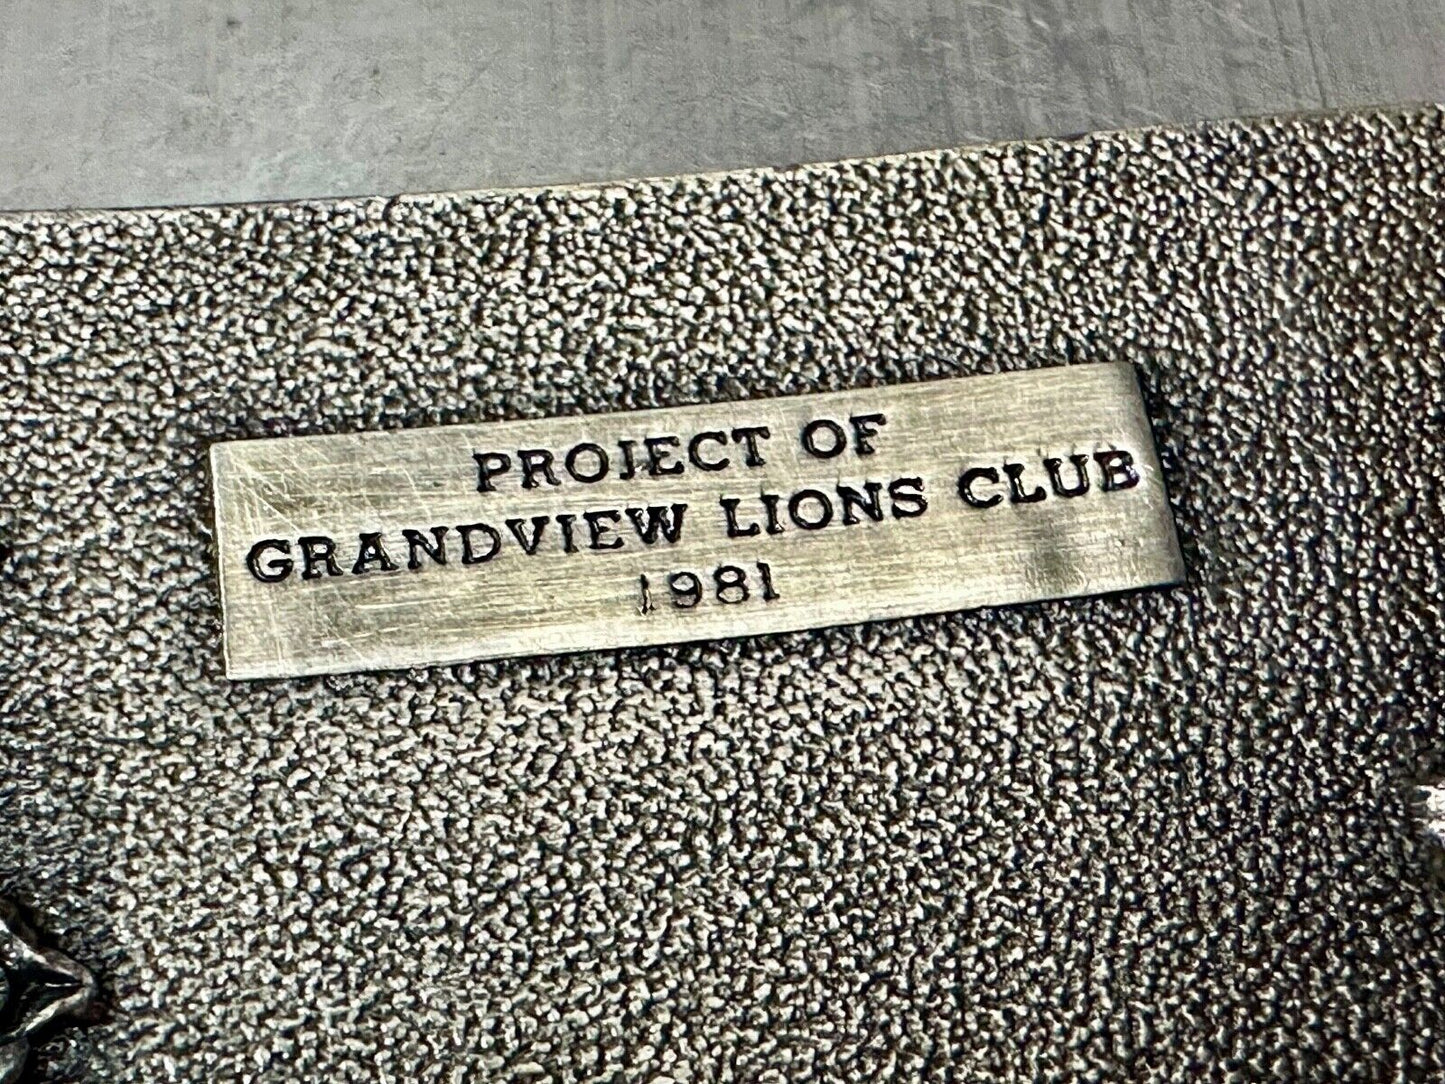 PROJECT OF
GRANDVIEW LIONS CLUB
1981